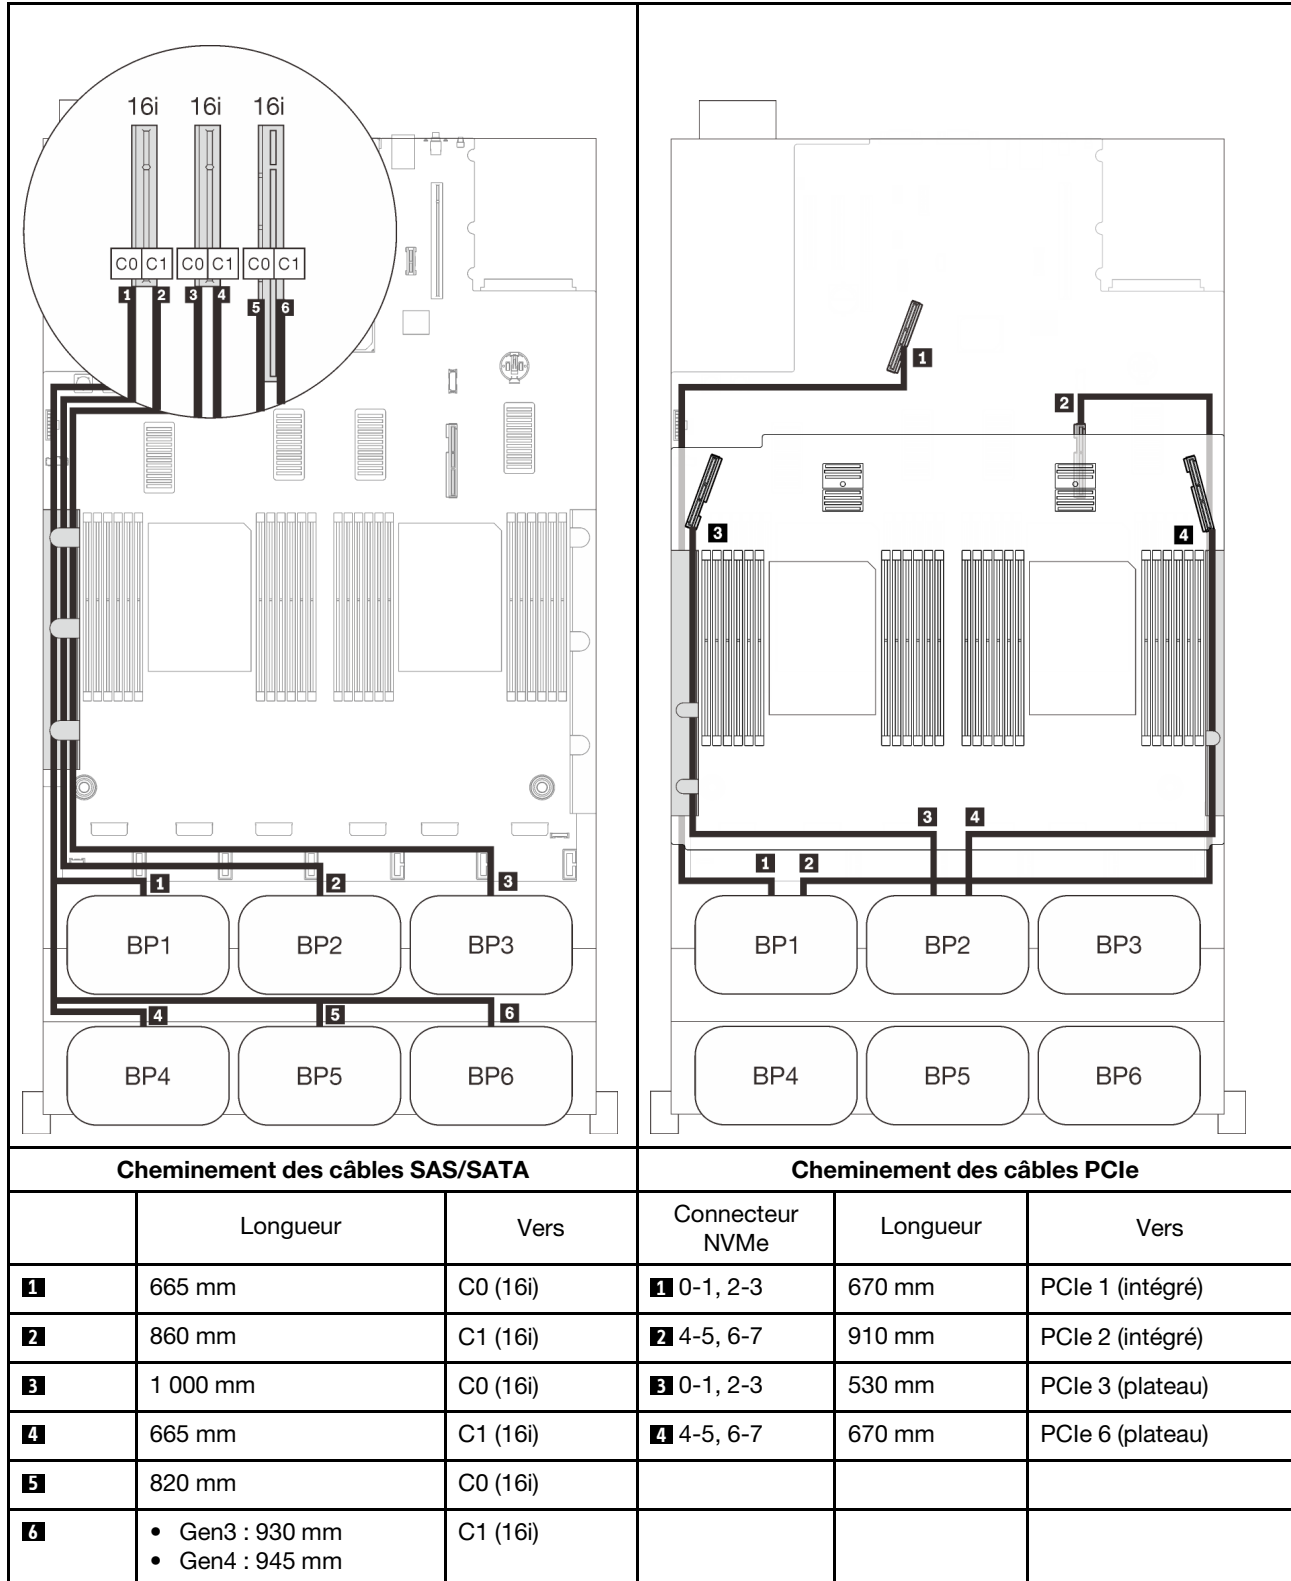 16i 16i 16i
C0 C1 C0 C1 C0 C1
1 2 3 4 5 6
1 2 3
BP1 BP2 BP3
4 5 6
BP4 BP5 BP6
1
2
3 4
3 4
1 2
BP1 BP2 BP3
BP4 BP5 BP6
Cheminement des câbles SAS/SATA
Cheminement des câbles PCIe
Longueur Vers Connecteur NVMe Longueur Vers
1 665 mm C0 (16i) 1 0-1, 2-3 670 mm PCIe 1 (intégré)
2 860 mm C1 (16i) 2 4-5, 6-7 910 mm PCIe 2 (intégré)
3 1 000 mm C0 (16i) 3 0-1, 2-3 530 mm PCIe 3 (plateau)
4 665 mm C1 (16i) 4 4-5, 6-7 670 mm PCIe 6 (plateau)
5 820 mm C0 (16i)
6 • Gen3 : 930 mm C1 (16i)
• Gen4 : 945 mm